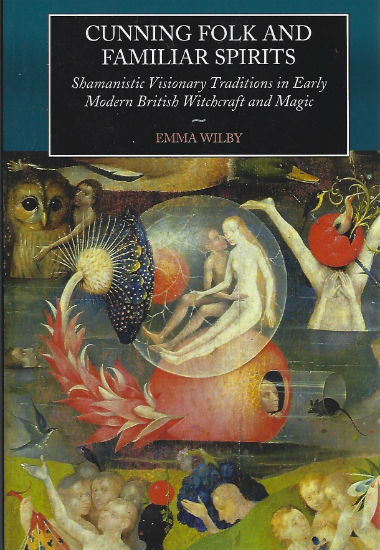 CUNNING FOLK AND
FAMILIAR SPIRITS
Shamanistic Visionary Traditions in Early
Modern British Witchcraft and Magic
~
EMMA WILBY